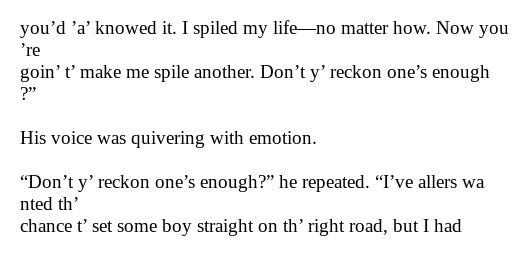 you’d ’a’ knowed it. I spiled my life—no matter how. Now you
’re
goin’ t’ make me spile another. Don’t y’ reckon one’s enough
?”
His voice was quivering with emotion.
“Don’t y’ reckon one’s enough?” he repeated. “I’ve allers wa
nted th’
chance t’ set some boy straight on th’ right road, but I had